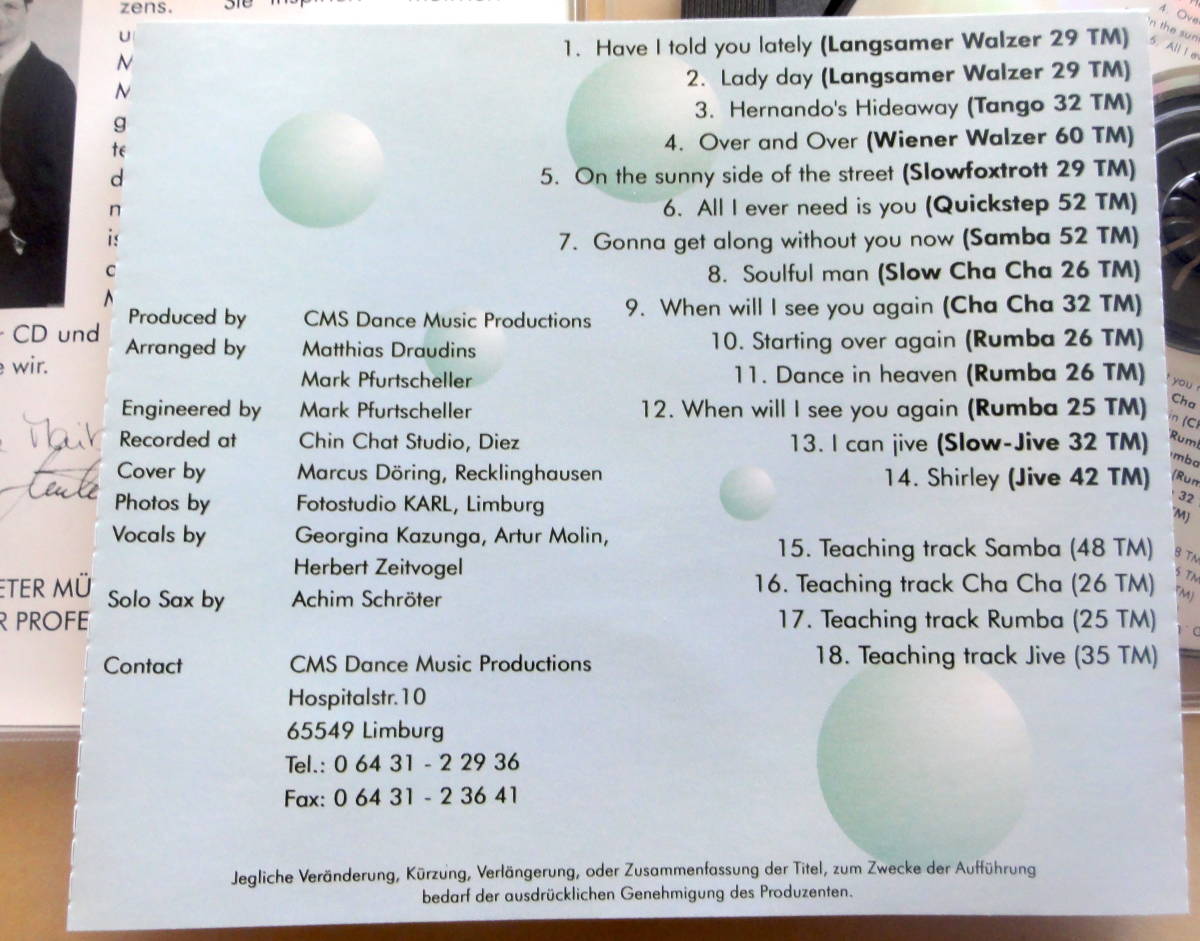 zens. Sie
CD und
wir.
ETER MÜ
R PROFE
1. Have I told you lately (Langsamer Walzer 29 TM)
2. Lady day (Langsamer Walzer 29 TM)
3. Hernando's Hideaway (Tango 32 TM)
4. Over and Over (Wiener Walzer 60 TM)
5. On the sunny side of the street (Slowfoxtrott 29 TM)
6. All I ever need is you (Quickstep 52 TM)
7. Gonna get along without you now (Samba 52 TM)
8. Soulful man (Slow Cha Cha 26 TM)
9. When will I see you again (Cha Cha 32 TM)
10. Starting over again (Rumba 26 TM)
11. Dance in heaven (Rumba 26 TM)
12. When will I see you again (Rumba 25 TM)
13. I can jive (Slow-Jive 32 TM)
14. Shirley (Jive 42 TM)
15. Teaching track Samba (48 TM)
16. Teaching track Cha Cha (26 TM)
17. Teaching track Rumba (25 TM)
18. Teaching track Jive (35 TM)
Produced by CMS Dance Music Productions
Arranged by Matthias Draudins
Mark Pfurtscheller
Engineered by Mark Pfurtscheller
Recorded at Chin Chat Studio, Diez
Cover by Marcus Döring, Recklinghausen
Photos by Fotostudio KARL, Limburg
Vocals by Georgina Kazunga, Artur Molin,
Herbert Zeitvogel
Solo Sax by Achim Schröter
Contact CMS Dance Music Productions
Hospitalstr.10
65549 Limburg
Tel.: 0 64 31 - 2 29 36
Fax: 0 64 31 - 2 36 41
Jegliche Veränderung, Kürzung, Verlängerung, oder Zusammenfassung der Titel, zum Zwecke der Aufführung
bedarf der ausdrücklichen Genehmigung des Produzenten.